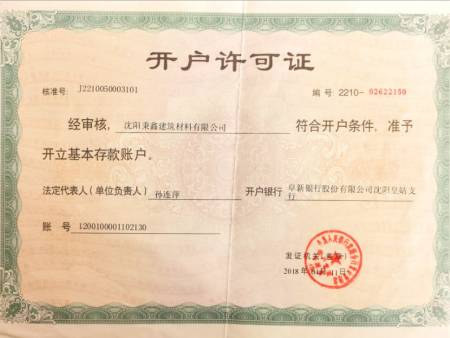 开户许可证
核准号：J2210050003101 编号：2210-02622150
经审核，沈阳秉鑫建筑材料有限公司 符合开户条件，准予
开立基本存款账户。
法定代表人（单位负责人）孙连萍 开户银行 阜新银行股份有限公司沈阳皇姑支
行
账号 1200100001102130
发证机关（盖章）
2018年01月11日